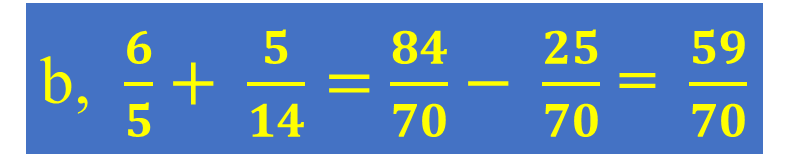 b, 6/5 + 5/14 = 84/70 − 25/70 = 59/70